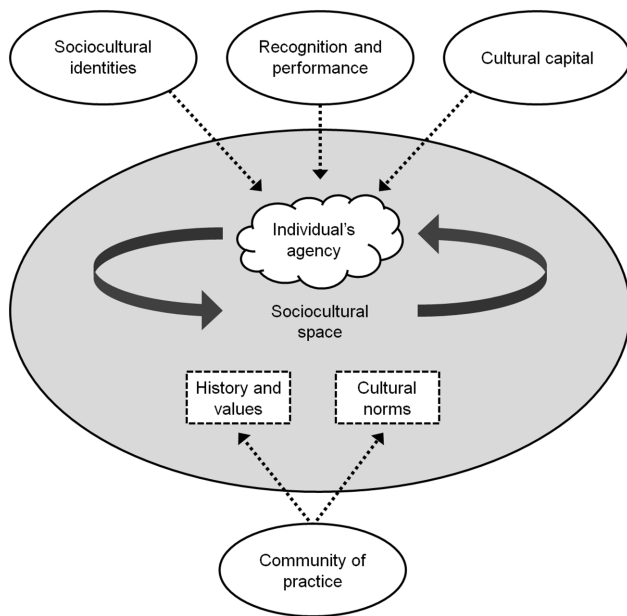 Sociocultural
identities
Recognition and
performance
Cultural capital
Individual's
agency
Sociocultural
space
History and
values
Cultural
norms
Community of
practice